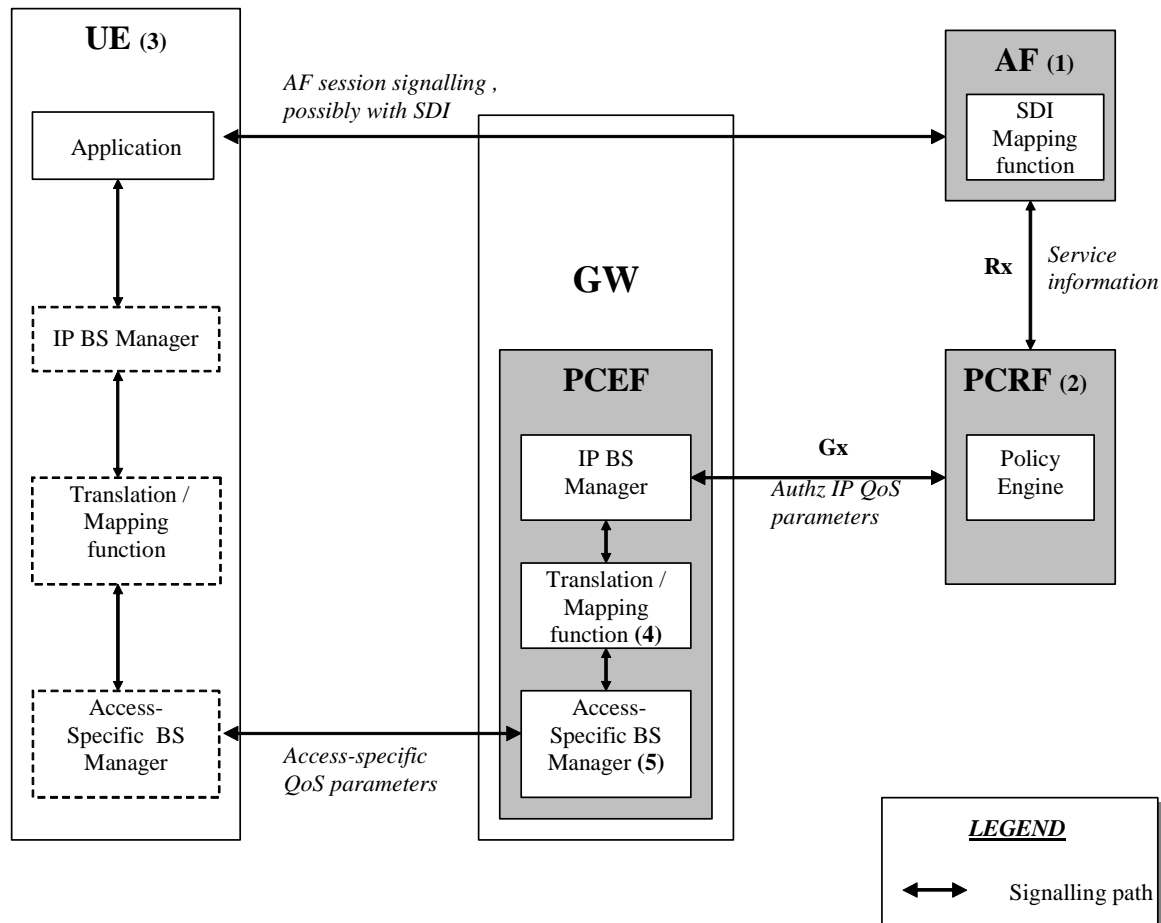 UE (3)
Application
IP BS Manager
Translation /
Mapping
function
Access-
Specific BS
Manager
AF session signalling ,
possibly with SDI
Access-specific
QoS parameters
GW
PCEF
IP BS
Manager
Translation /
Mapping
function (4)
Access-
Specific BS
Manager (5)
Gx
Authz IP QoS
parameters
AF (1)
SDI
Mapping
function
Rx
Service
information
PCRF (2)
Policy
Engine
LEGEND
Signalling path